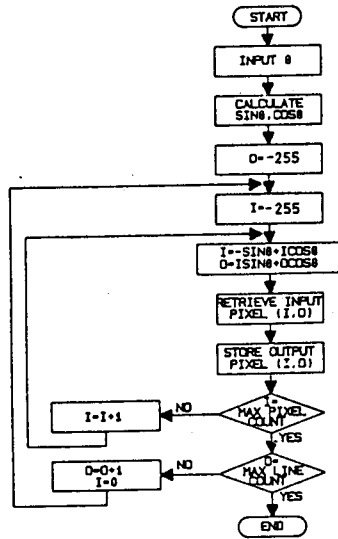 START
INPUT θ
CALCULATE
SINθ,COSθ
O=-255
I=-255
I=-SINθ+ICOSθ
O=ISINθ+OCOSθ
RETRIEVE INPUT
PIXEL (I,O)
STORE OUTPUT
PIXEL (I,O)
I=
MAX PIXEL
COUNT
NO
I=I+1
YES
O=
MAX LINE
COUNT
NO
O=O+1
I=0
YES
END